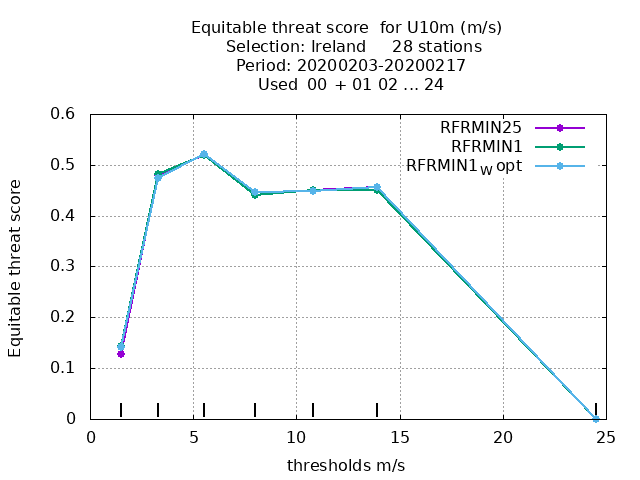 Equitable threat score  for U10m (m/s)
Selection: Ireland     28 stations
Period: 20200203-20200217
Used  00 + 01 02 ... 24
RFRMIN25
RFRMIN1
RFRMIN1w opt
Equitable threat score
0.6
0.5
0.4
0.3
0.2
0.1
0
0 5 10 15 20 25
thresholds m/s